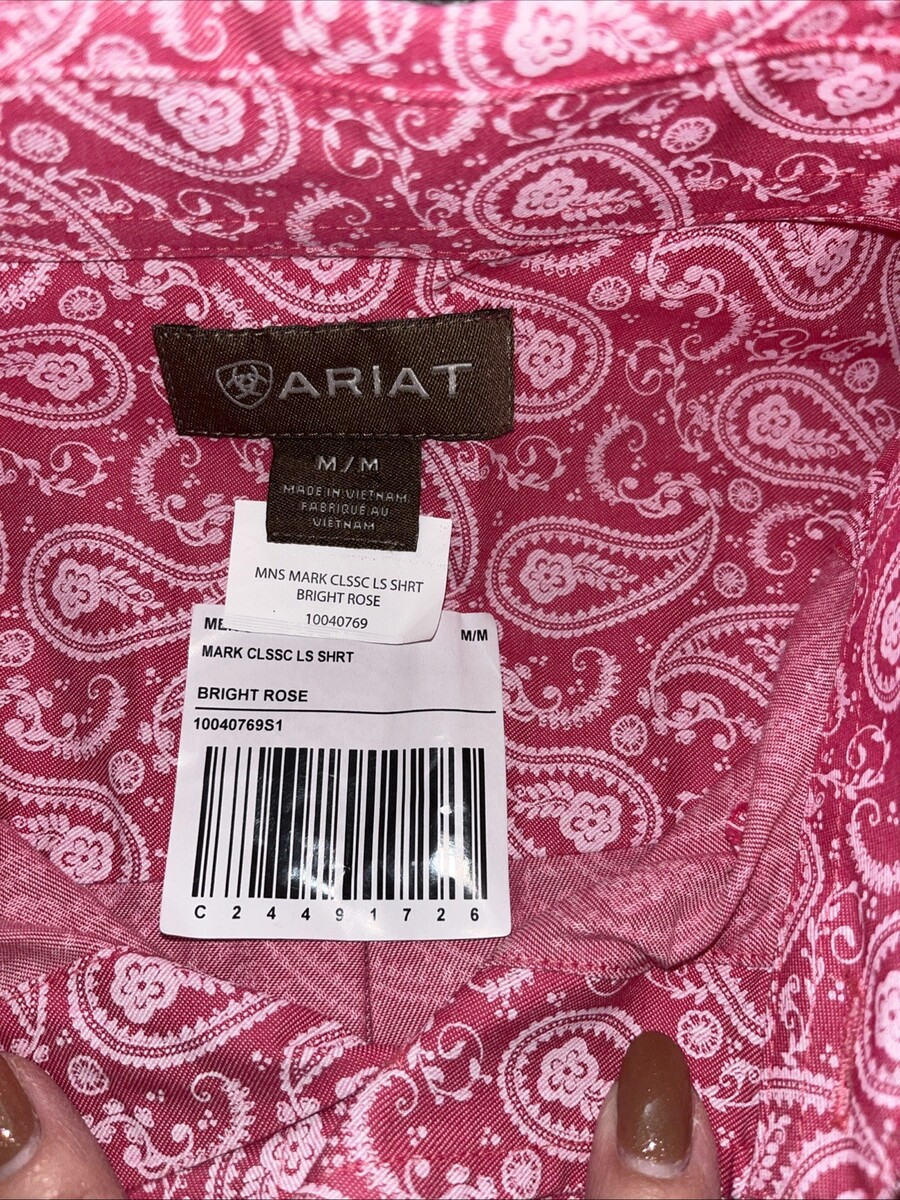 ARIAT
M/M
MADE IN VIETNAM
FABRIQUÉ AU
VIETNAM
MNS MARK CLSSC LS SHRT
BRIGHT ROSE
10040769
M/M
MARK CLSSC LS SHRT
BRIGHT ROSE
10040769S1
C 2 4 4 9 1 7 2 6